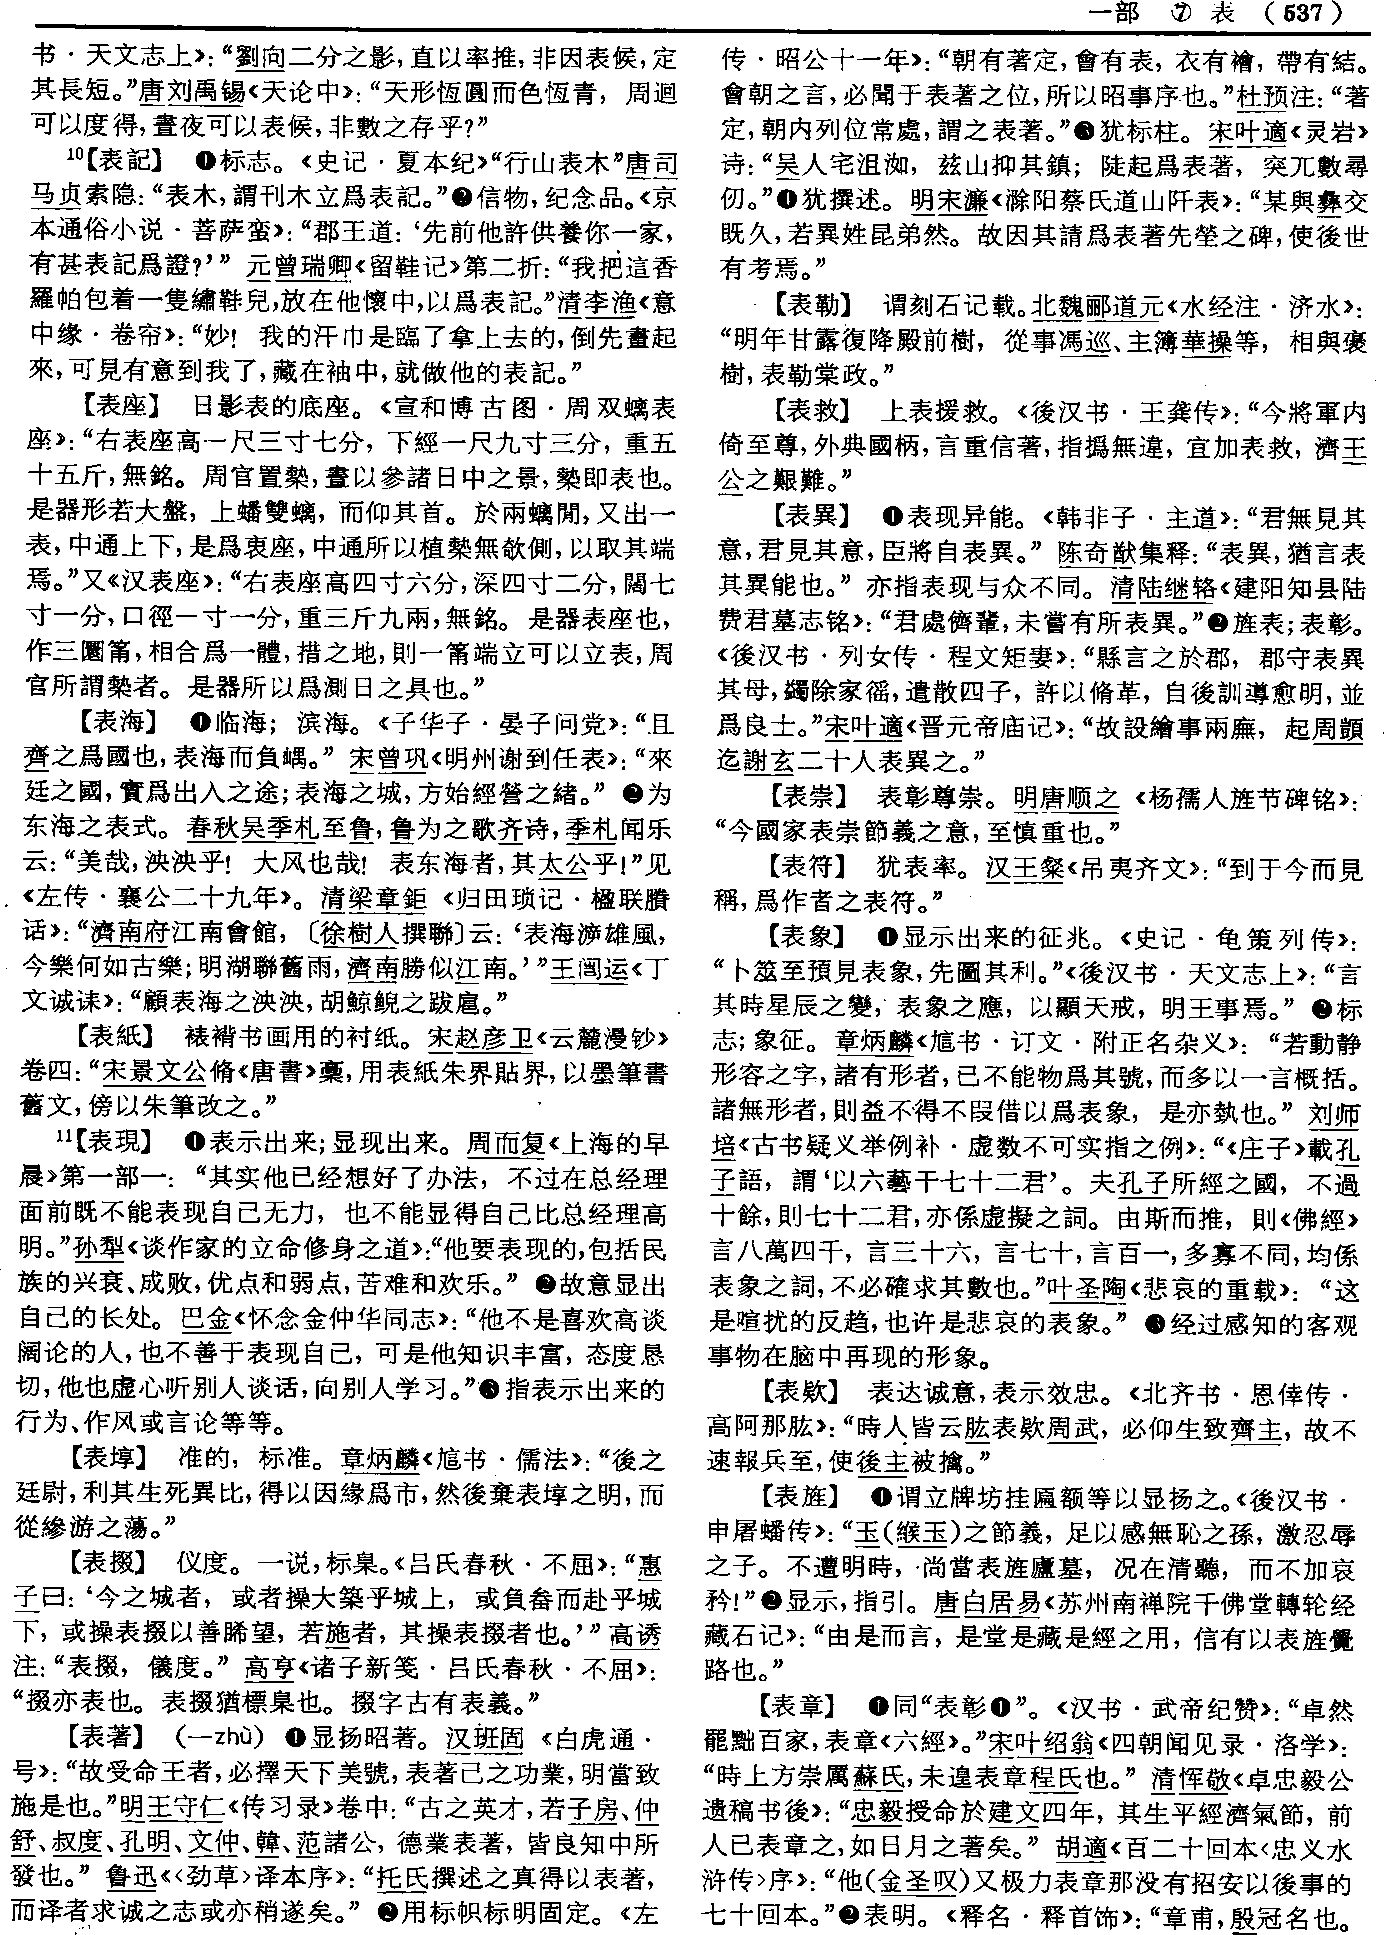 一部 ⑦ 表 （537）
书·天文志上》：“劉向二分之影，直以率推，非因表候，定
其長短。”唐刘禹锡《天论中》：“天形恆圓而色恆青，周迴
可以度得，晝夜可以表候，非數之存乎？”
¹⁰【表記】 ❶标志。《史记·夏本纪》“行山表木”唐司
马贞索隐：“表木，謂刊木立爲表記。”❷信物，纪念品。《京
本通俗小说·菩萨蛮》：“郡王道：‘先前他許供養你一家，
有甚表記爲證？’” 元曾瑞卿《留鞋记》第二折：“我把這香
羅帕包着一隻繡鞋兒，放在他懷中，以爲表記。”清李渔《意
中缘·卷帘》：“妙！ 我的汗巾是臨了拿上去的，倒先畫起
來，可見有意到我了，藏在袖中，就做他的表記。”
【表座】 日影表的底座。《宣和博古图·周双螭表
座》：“右表座高一尺三寸七分，下經一尺九寸三分，重五
十五斤，無銘。周官置槷，晝以參諸日中之景，槷即表也。
是器形若大盤，上蟠雙螭，而仰其首。於兩螭閒，又出一
表，中通上下，是爲衷座，中通所以植槷無欹側，以取其端
焉。”又《汉表座》：“右表座高四寸六分，深四寸二分，闊七
寸一分，口徑一寸一分，重三斤九兩，無銘。是器表座也，
作三圜筩，相合爲一體，措之地，則一筩端立可以立表，周
官所謂槷者。是器所以爲測日之具也。”
【表海】 ❶临海；滨海。《子华子·晏子问党》：“且
齊之爲國也，表海而負嵎。” 宋曾巩《明州谢到任表》：“來
廷之國，實爲出入之途；表海之城，方始經營之緒。” ❷为
东海之表式。春秋吴季札至鲁，鲁为之歌齐诗，季札闻乐
云：“美哉，泱泱乎！ 大风也哉！ 表东海者，其太公乎！”见
《左传·襄公二十九年》。清梁章鉅《归田琐记·楹联賸
话》：“濟南府江南會館，〔徐樹人撰聯〕云：‘表海泱雄風，
今樂何如古樂；明湖聯舊雨，濟南勝似江南。’”王闿运《丁
文诚诔》：“顧表海之泱泱，胡鲸鲵之跋扈。”
【表紙】 裱褙书画用的衬纸。宋赵彦卫《云麓漫钞》
卷四：“宋景文公脩《唐書》稾，用表紙朱界貼界，以墨筆書
舊文，傍以朱筆改之。”
¹¹【表現】 ❶表示出来；显现出来。周而复《上海的早
晨》第一部一：“其实他已经想好了办法，不过在总经理
面前既不能表现自己无力，也不能显得自己比总经理高
明。”孙犁《谈作家的立命修身之道》：“他要表现的，包括民
族的兴衰、成败，优点和弱点，苦难和欢乐。” ❷故意显出
自己的长处。巴金《怀念金仲华同志》：“他不是喜欢高谈
阔论的人，也不善于表现自己，可是他知识丰富，态度恳
切，他也虚心听别人谈话，向别人学习。”❸指表示出来的
行为、作风或言论等等。
【表埻】 准的，标准。章炳麟《訄书·儒法》：“後之
廷尉，利其生死異比，得以因緣爲市，然後棄表埻之明，而
從縿游之蕩。”
【表掇】 仪度。一说，标臬。《吕氏春秋·不屈》：“惠
子曰：‘今之城者，或者操大築乎城上，或負畚而赴乎城
下，或操表掇以善睎望，若施者，其操表掇者也。’” 高诱
注：“表掇，儀度。” 高亨《诸子新笺·吕氏春秋·不屈》：
“掇亦表也。表掇猶標臬也。掇字古有表義。”
【表著】 （—zhù）❶显扬昭著。汉班固《白虎通·
号》：“故受命王者，必擇天下美號，表著己之功業，明當致
施是也。”明王守仁《传习录》卷中：“古之英才，若子房、仲
舒、叔度、孔明、文仲、韓、范諸公，德業表著，皆良知中所
發也。” 鲁迅《〈劲草〉译本序》：“托氏撰述之真得以表著，
而译者求诚之志或亦稍遂矣。” ❷用标帜标明固定。《左
传·昭公十一年》：“朝有著定，會有表，衣有襘，帶有結。
會朝之言，必聞于表著之位，所以昭事序也。”杜预注：“著
定，朝内列位常處，謂之表著。”❸犹标柱。宋叶適《灵岩》
诗：“吴人宅沮洳，兹山抑其鎮；陡起爲表著，突兀數尋
仞。”❹犹撰述。明宋濂《滁阳蔡氏道山阡表》：“某與彝交
既久，若異姓昆弟然。故因其請爲表著先塋之碑，使後世
有考焉。”
【表勒】 谓刻石记载。北魏郦道元《水经注·济水》：
“明年甘露復降殿前樹，從事馮巡、主簿華操等，相與褒
樹，表勒棠政。”
【表救】 上表援救。《後汉书·王龚传》：“今將軍内
倚至尊，外典國柄，言重信著，指撝無違，宜加表救，濟王
公之艱難。”
【表異】 ❶表现异能。《韩非子·主道》：“君無見其
意，君見其意，臣將自表異。” 陈奇猷集释：“表異，猶言表
其異能也。” 亦指表现与众不同。清陆继辂《建阳知县陆
费君墓志铭》：“君處儕輩，未嘗有所表異。”❷旌表；表彰。
《後汉书·列女传·程文矩妻》：“縣言之於郡，郡守表異
其母，蠲除家徭，遣散四子，許以脩革，自後訓導愈明，並
爲良士。”宋叶適《晋元帝庙记》：“故設繪事兩廡，起周顗
迄謝玄二十人表異之。”
【表崇】 表彰尊崇。明唐顺之《杨孺人旌节碑铭》：
“今國家表崇節義之意，至慎重也。”
【表符】 犹表率。汉王粲《吊夷齐文》：“到于今而見
稱，爲作者之表符。”
【表象】 ❶显示出来的征兆。《史记·龟策列传》：
“卜筮至預見表象，先圖其利。”《後汉书·天文志上》：“言
其時星辰之變，表象之應，以顯天戒，明王事焉。” ❷标
志；象征。章炳麟《訄书·订文·附正名杂义》：“若動静
形容之字，諸有形者，已不能物爲其號，而多以一言概括。
諸無形者，則益不得不叚借以爲表象，是亦埶也。” 刘师
培《古书疑义举例补·虚数不可实指之例》：“《庄子》載孔
子語，謂‘以六藝干七十二君’。夫孔子所經之國，不過
十餘，則七十二君，亦係虚擬之詞。由斯而推，則《佛經》
言八萬四千，言三十六，言七十，言百一，多寡不同，均係
表象之詞，不必確求其數也。”叶圣陶《悲哀的重载》：“这
是喧扰的反趋，也许是悲哀的表象。” ❸经过感知的客观
事物在脑中再现的形象。
【表欵】 表达诚意，表示效忠。《北齐书·恩倖传·
高阿那肱》：“時人皆云肱表欵周武，必仰生致齊主，故不
速報兵至，使後主被擒。”
【表旌】 ❶谓立牌坊挂匾额等以显扬之。《後汉书·
申屠蟠传》：“玉（緱玉）之節義，足以感無恥之孫，激忍辱
之子。不遭明時，尚當表旌廬墓，況在清聽，而不加哀
矜！”❷显示，指引。唐白居易《苏州南禅院千佛堂轉轮经
藏石记》：“由是而言，是堂是藏是經之用，信有以表旌覺
路也。”
【表章】 ❶同“表彰❶”。《汉书·武帝纪赞》：“卓然
罷黜百家，表章《六經》。”宋叶绍翁《四朝闻见录·洛学》：
“時上方崇厲蘇氏，未遑表章程氏也。” 清恽敬《卓忠毅公
遗稿书後》：“忠毅授命於建文四年，其生平經濟氣節，前
人已表章之，如日月之著矣。” 胡適《百二十回本〈忠义水
浒传〉序》：“他（金圣叹）又极力表章那没有招安以後事的
七十回本。”❷表明。《释名·释首饰》：“章甫，殷冠名也。